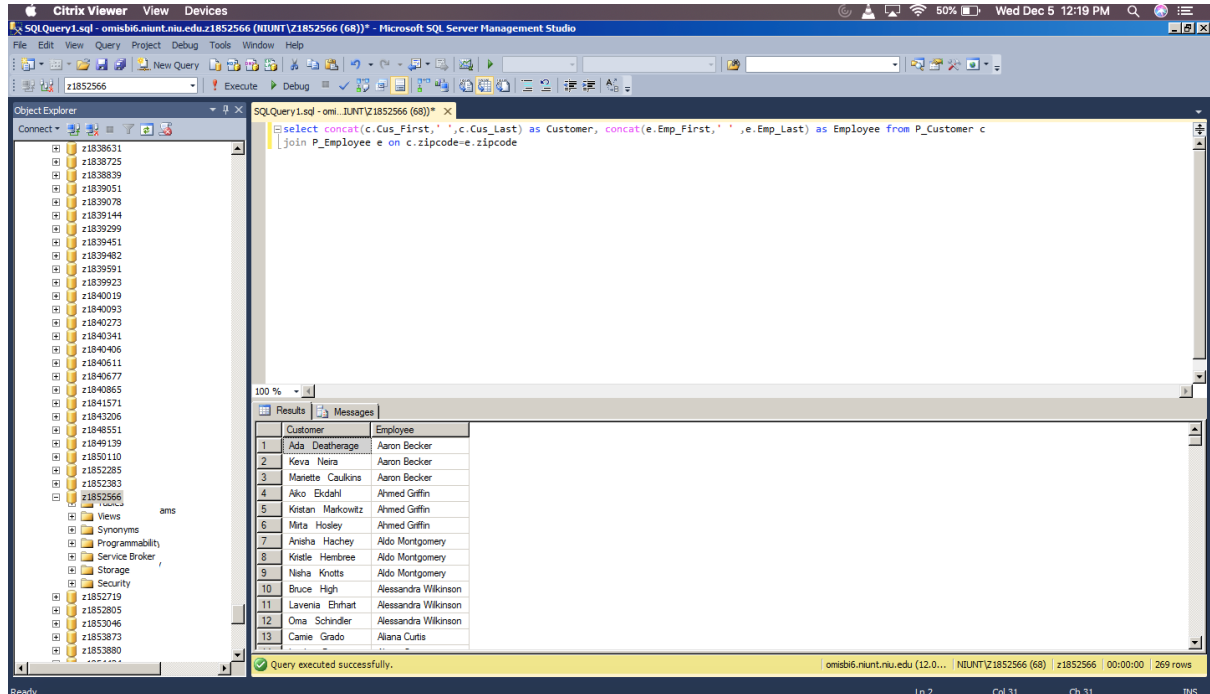 Citrix Viewer View Devices 50% Wed Dec 5 12:19 PM
SQLQuery1.sql - omisbi6.niunt.niu.edu.z1852566 (NIUNT\Z1852566 (68))* - Microsoft SQL Server Management Studio
File Edit View Query Project Debug Tools Window Help
New Query
z1852566 Execute Debug
Object Explorer
Connect
z1838631
z1838725
z1838839
z1839051
z1839078
z1839144
z1839299
z1839451
z1839482
z1839591
z1839923
z1840019
z1840093
z1840273
z1840341
z1840406
z1840611
z1840677
z1840865
z1841571
z1843206
z1848551
z1849139
z1850110
z1852285
z1852383
z1852566
ams
Views
Synonyms
Programmability
Service Broker
Storage
Security
z1852719
z1852805
z1853046
z1853873
z1853880
SQLQuery1.sql - omi...IUNT\Z1852566 (68))*
select concat(c.Cus_First,' ',c.Cus_Last) as Customer, concat(e.Emp_First,' ' ,e.Emp_Last) as Employee from P_Customer c
join P_Employee e on c.zipcode=e.zipcode
100 %
Results Messages
Customer Employee
1 Ada Deatherage Aaron Becker
2 Keva Neira Aaron Becker
3 Mariette Caulkins Aaron Becker
4 Aiko Ekdahl Ahmed Griffin
5 Kristan Markowitz Ahmed Griffin
6 Mirta Hosley Ahmed Griffin
7 Anisha Hachey Aldo Montgomery
8 Kristle Hembree Aldo Montgomery
9 Nisha Knotts Aldo Montgomery
10 Bruce High Alessandra Wilkinson
11 Lavenia Ehrhart Alessandra Wilkinson
12 Oma Schindler Alessandra Wilkinson
13 Camie Grado Aliana Curtis
Query executed successfully. omisbi6.niunt.niu.edu (12.0... NIUNT\Z1852566 (68) z1852566 00:00:00 269 rows
Ready Ln 2 Col 31 Ch 31 INS